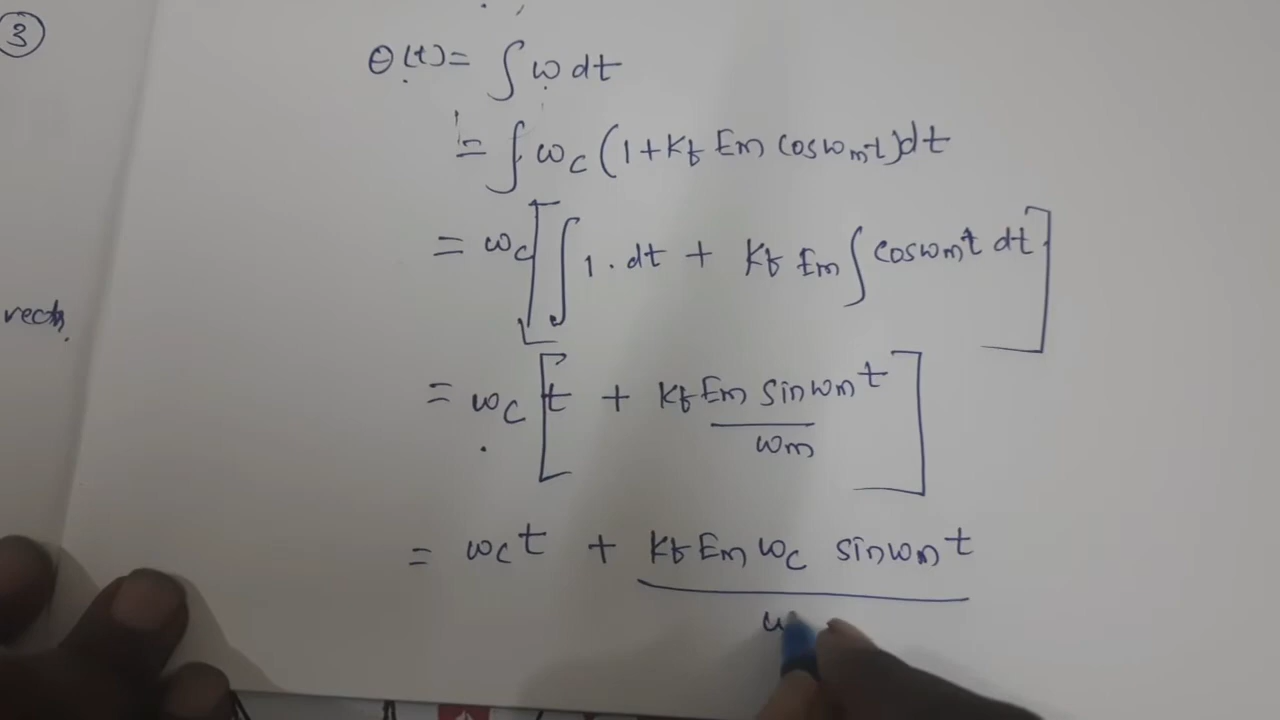 3
θ(t) = ∫ ω dt
= ∫ ωc (1 + Kf Em cos ωmt) dt
= ωc [ ∫ 1 . dt + Kf Em ∫ cos ωmt dt ]
= ωc [ t + Kf Em sin ωmt / ωm ]
= ωct + Kf Em ωc sin ωmt / ω